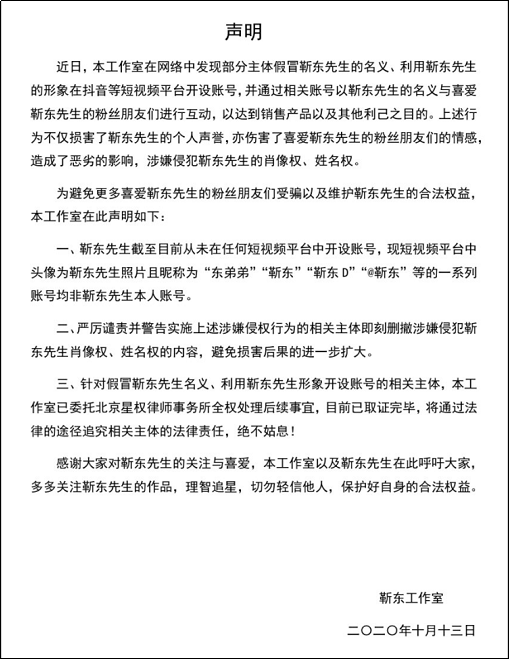 声明
近日，本工作室在网络中发现部分主体假冒靳东先生的名义、利用靳东先生
的形象在抖音等短视频平台开设账号，并通过相关账号以靳东先生的名义与喜爱
靳东先生的粉丝朋友们进行互动，以达到销售产品以及其他利己之目的。上述行
为不仅损害了靳东先生的个人声誉，亦伤害了喜爱靳东先生的粉丝朋友们的情感，
造成了恶劣的影响，涉嫌侵犯靳东先生的肖像权、姓名权。
为避免更多喜爱靳东先生的粉丝朋友们受骗以及维护靳东先生的合法权益，
本工作室在此声明如下：
一、靳东先生截至目前从未在任何短视频平台中开设账号，现短视频平台中
头像为靳东先生照片且昵称为“东弟弟”“靳东”“靳东D”“@靳东”等的一系列
账号均非靳东先生本人账号。
二、严厉谴责并警告实施上述涉嫌侵权行为的相关主体即刻删撤涉嫌侵犯靳
东先生肖像权、姓名权的内容，避免损害后果的进一步扩大。
三、针对假冒靳东先生名义、利用靳东先生形象开设账号的相关主体，本工
作室已委托北京星权律师事务所全权处理后续事宜，目前已取证完毕，将通过法
律的途径追究相关主体的法律责任，绝不姑息！
感谢大家对靳东先生的关注与喜爱，本工作室以及靳东先生在此呼吁大家，
多多关注靳东先生的作品，理智追星，切勿轻信他人，保护好自身的合法权益。
靳东工作室
二〇二〇年十月十三日